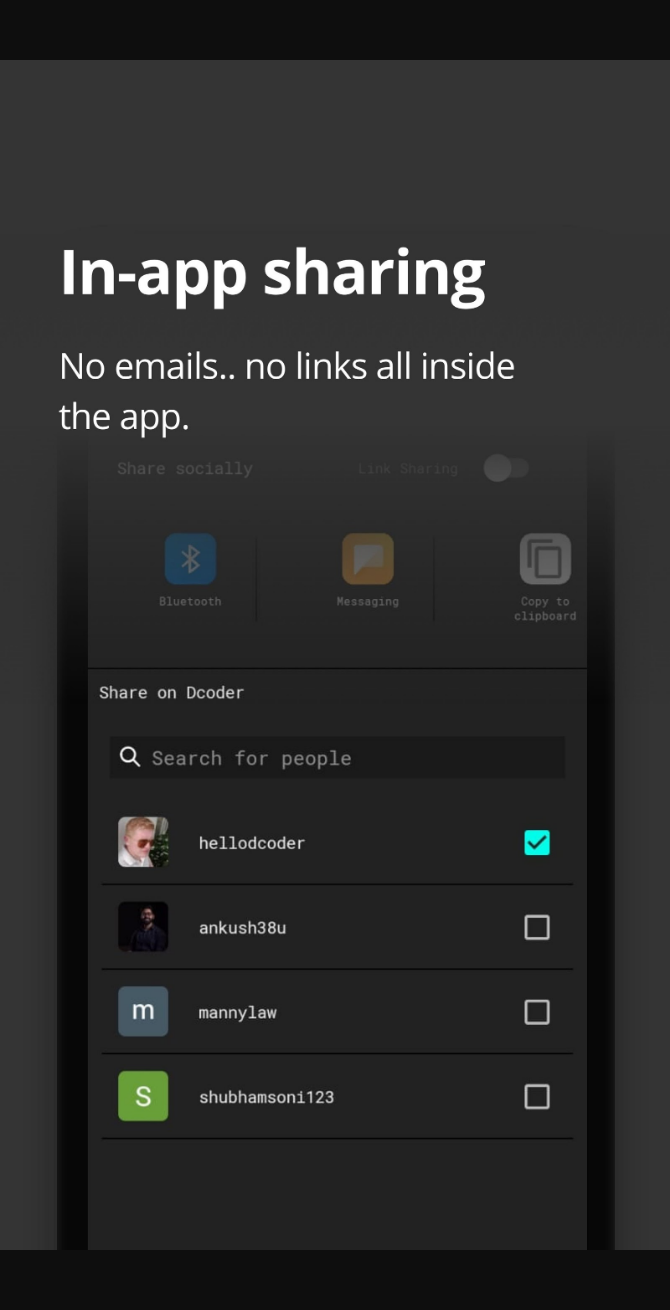 In-app sharing
No emails.. no links all inside
the app.
Share socially
Link Sharing
Bluetooth
Messaging
Copy to
clipboard
Share on Dcoder
Search for people
hellodcoder
ankush38u
m
mannylaw
S
shubhamsoni123